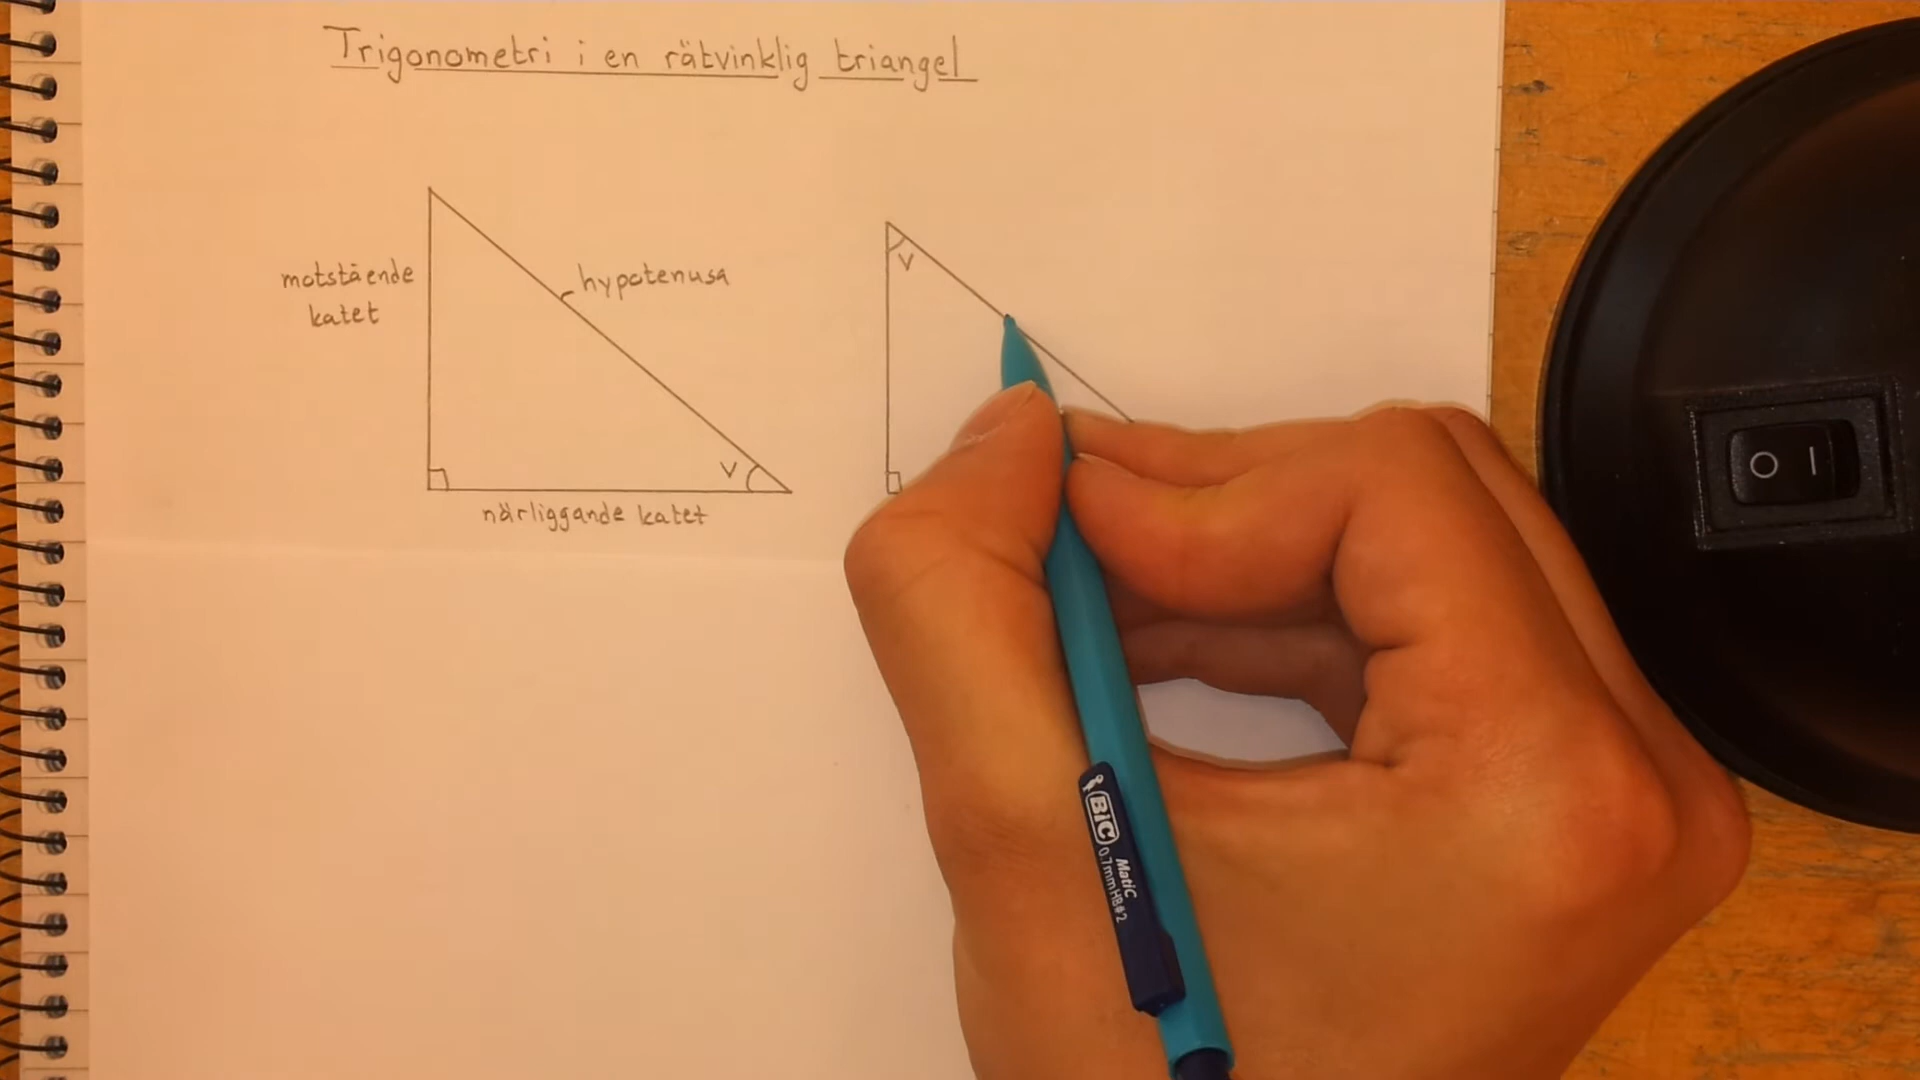 Trigonometri i en rätvinklig triangel
motstående
katet
hypotenusa
v
närliggande katet
v
BIC
MatiC
0.7mm HB#2
O I